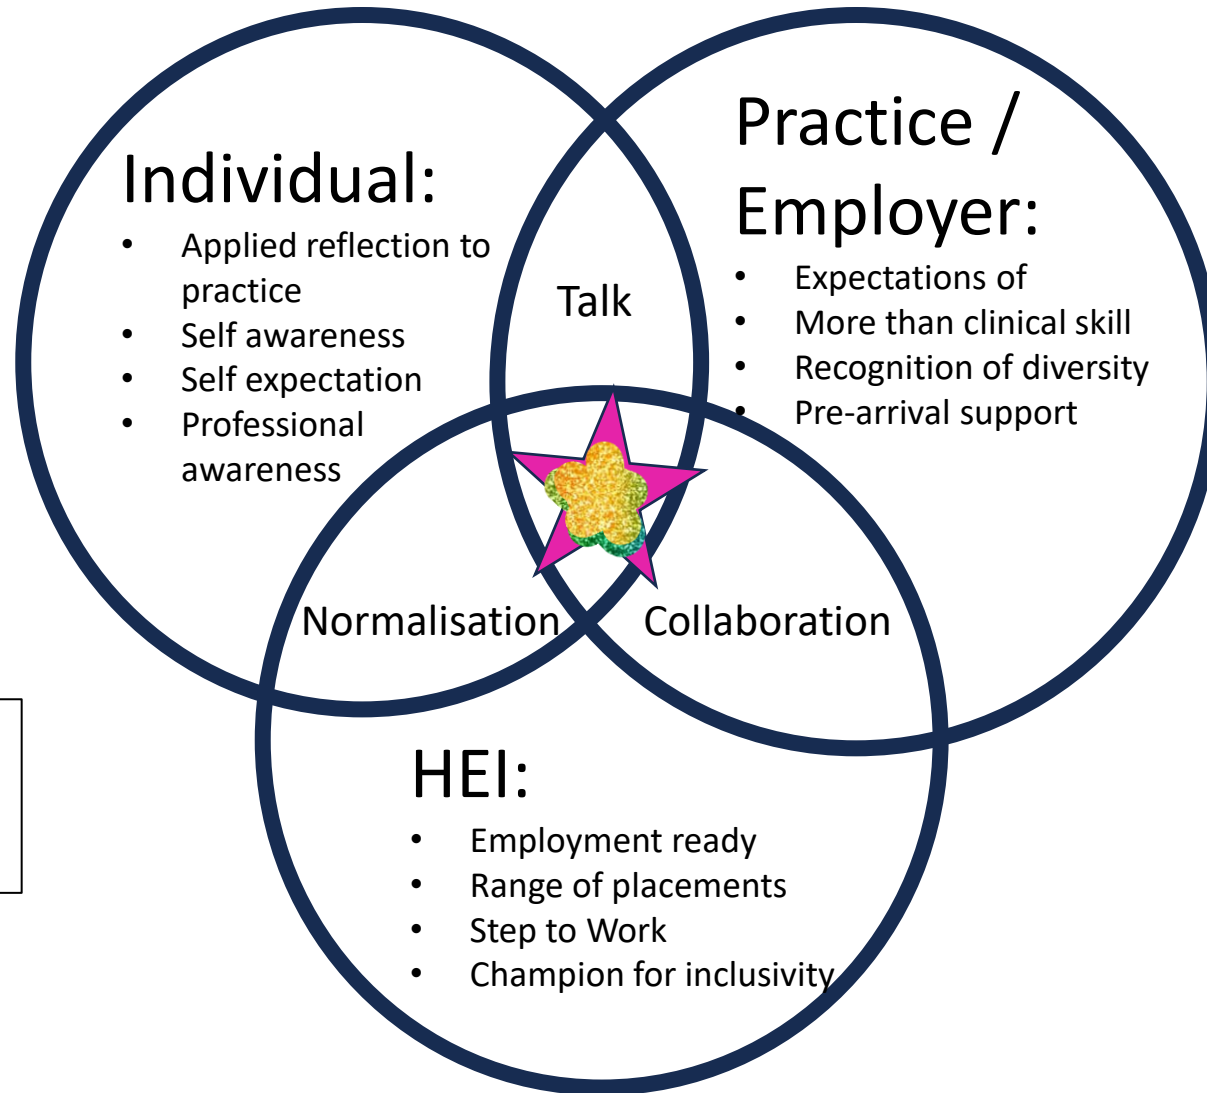 Individual:
• Applied reflection to
practice
• Self awareness
• Self expectation
• Professional
awareness
Practice /
Employer:
• Expectations of
• More than clinical skill
• Recognition of diversity
• Pre-arrival support
Talk
Normalisation
Collaboration
HEI:
• Employment ready
• Range of placements
• Step to Work
• Champion for inclusivity